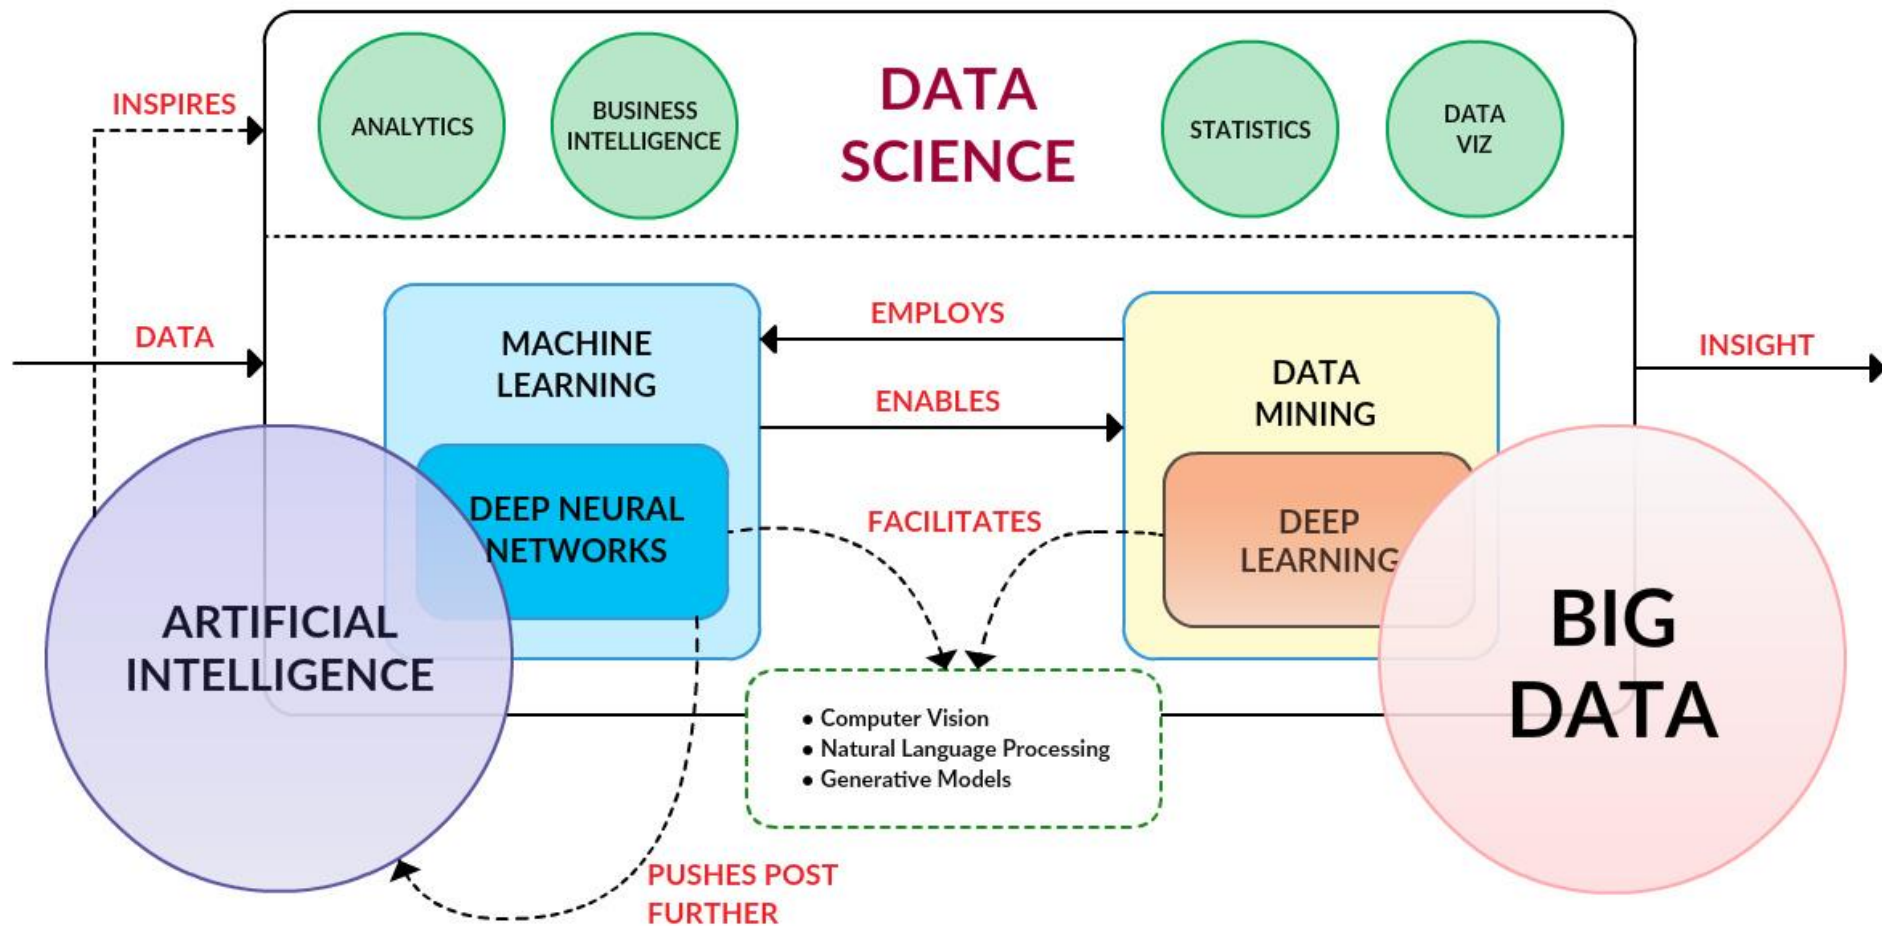 INSPIRES
ANALYTICS
BUSINESS
INTELLIGENCE
DATA
SCIENCE
STATISTICS
DATA
VIZ
DATA
MACHINE
LEARNING
EMPLOYS
ENABLES
DATA
MINING
INSIGHT
DEEP NEURAL
NETWORKS
FACILITATES
DEEP
LEARNING
ARTIFICIAL
INTELLIGENCE
BIG
DATA
• Computer Vision
• Natural Language Processing
• Generative Models
PUSHES POST
FURTHER